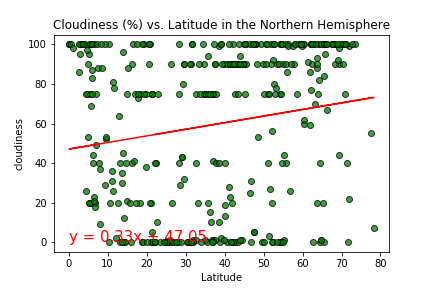 Cloudiness (%) vs. Latitude in the Northern Hemisphere
cloudiness
100
80
60
40
20
0
y = 0.33x + 47.05
0 10 20 30 40 50 60 70 80
Latitude